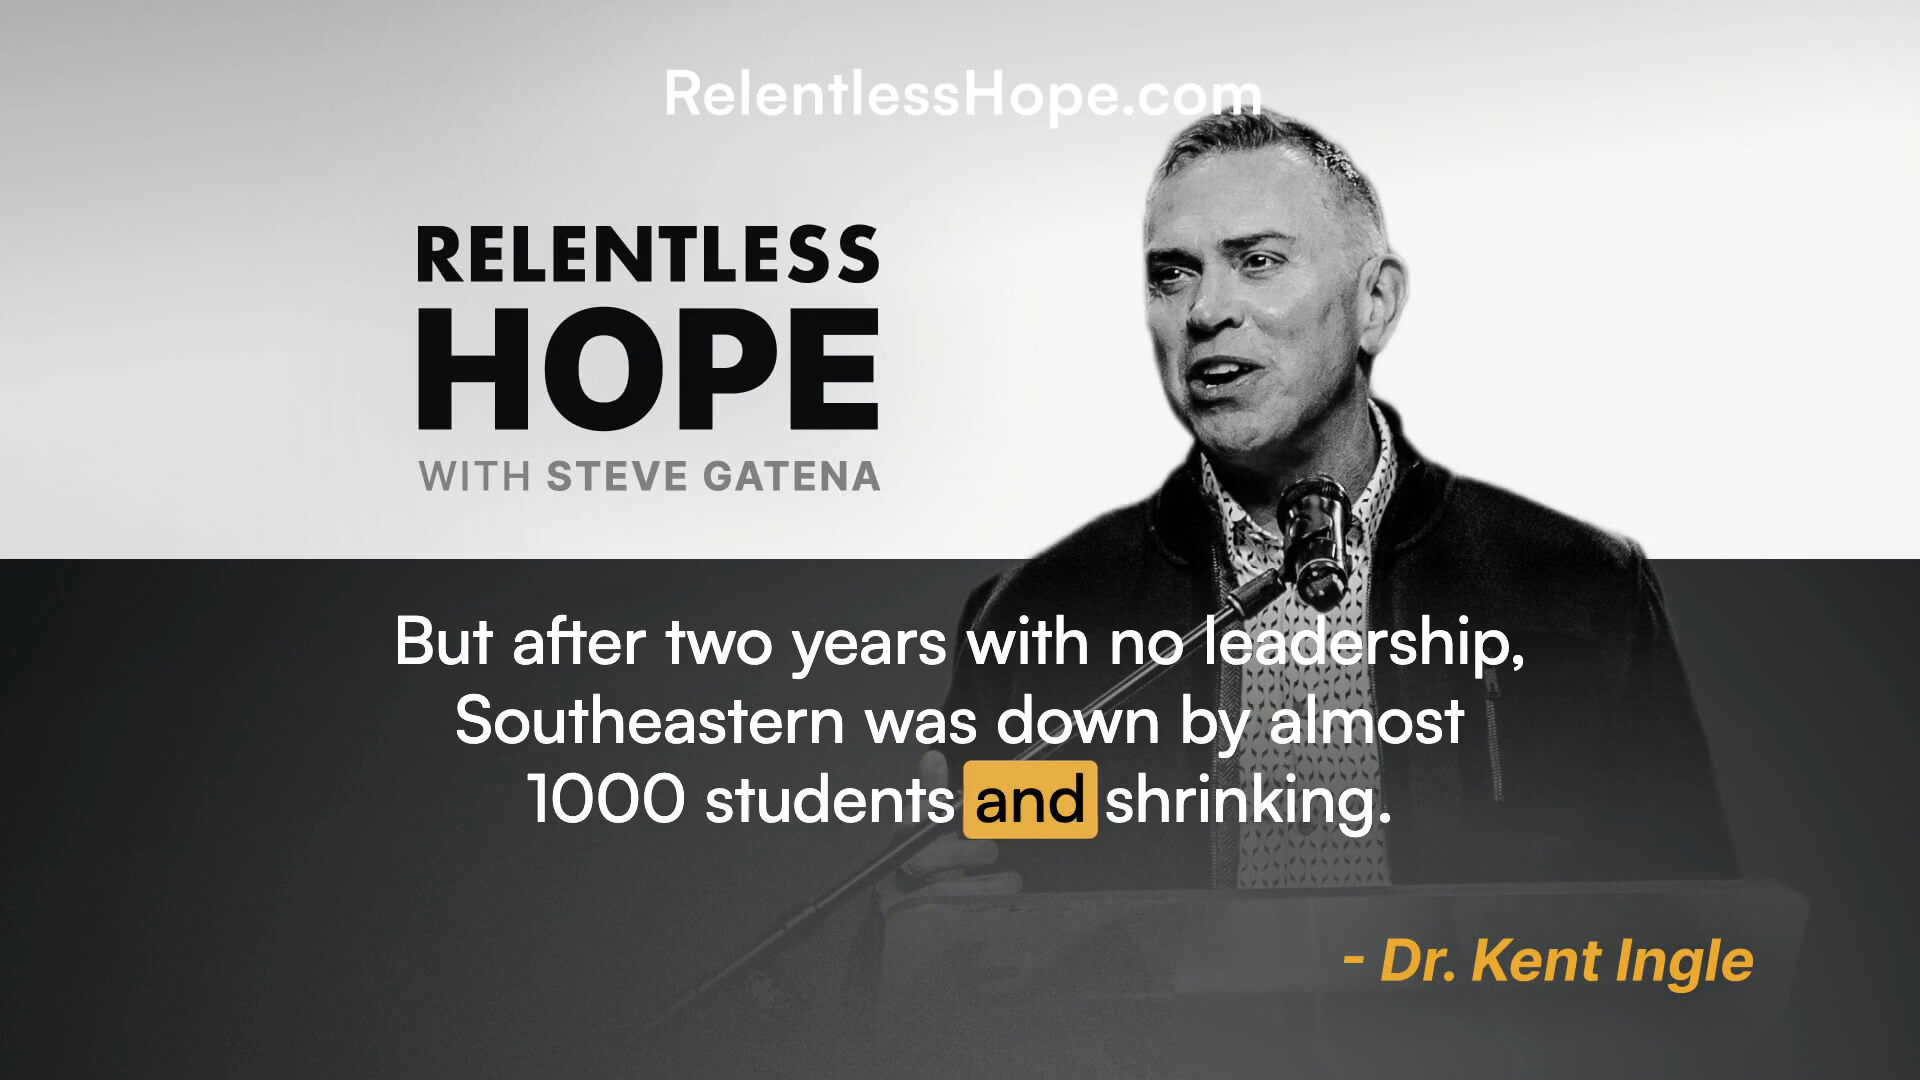 RelentlessHope.com
RELENTLESS
HOPE
WITH STEVE GATENA
But after two years with no leadership,
Southeastern was down by almost
1000 students and shrinking.
- Dr. Kent Ingle